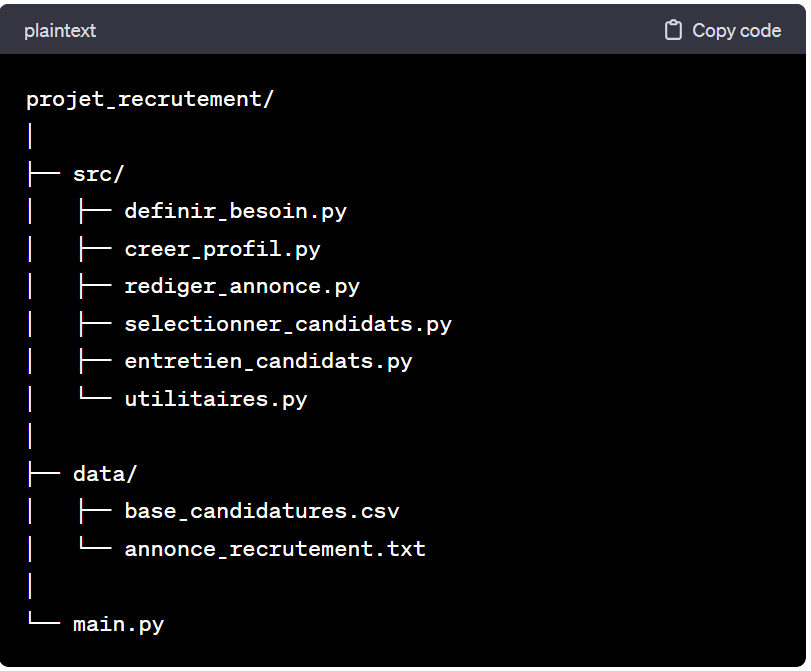 plaintext Copy code
projet_recrutement/
│
├── src/
│   ├── definir_besoin.py
│   ├── creer_profil.py
│   ├── rediger_annonce.py
│   ├── selectionner_candidats.py
│   ├── entretien_candidats.py
│   └── utilitaires.py
│
├── data/
│   ├── base_candidatures.csv
│   └── annonce_recrutement.txt
│
└── main.py